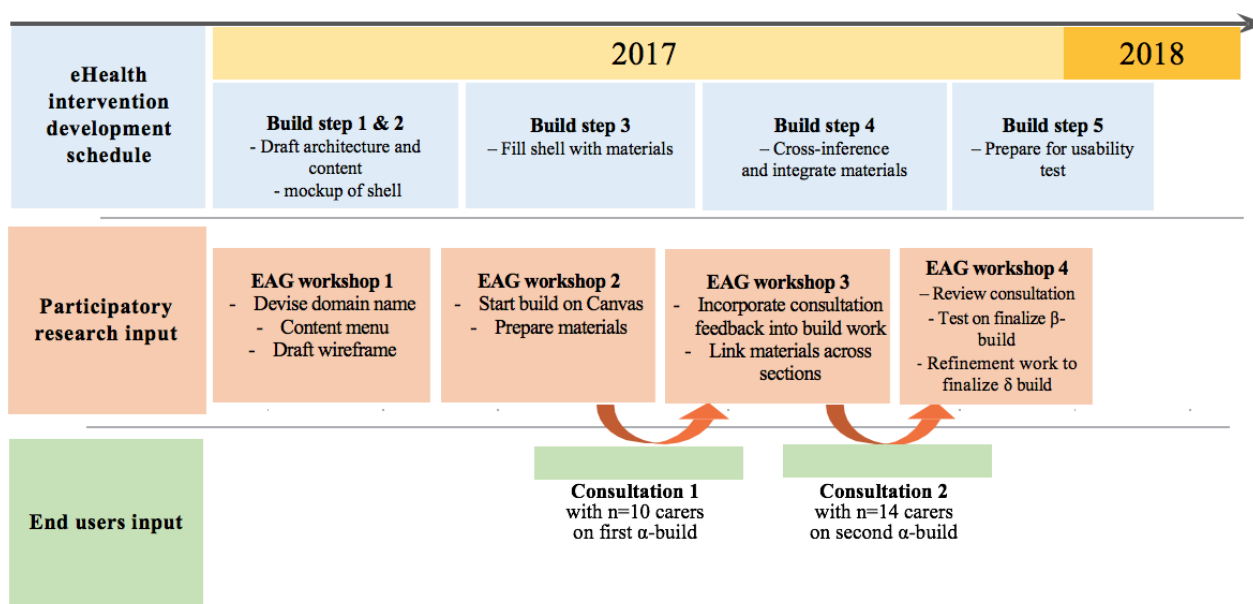 eHealth
intervention
development
schedule
2017
2018
Build step 1 & 2
- Draft architecture and
content
- mockup of shell
Build step 3
– Fill shell with materials
Build step 4
– Cross-inference
and integrate materials
Build step 5
– Prepare for usability
test
Participatory
research input
EAG workshop 1
- Devise domain name
- Content menu
- Draft wireframe
EAG workshop 2
- Start build on Canvas
- Prepare materials
EAG workshop 3
- Incorporate consultation
feedback into build work
- Link materials across
sections
EAG workshop 4
– Review consultation
- Test on finalize β-
build
- Refinement work to
finalize δ build
End users input
Consultation 1
with n=10 carers
on first α-build
Consultation 2
with n=14 carers
on second α-build